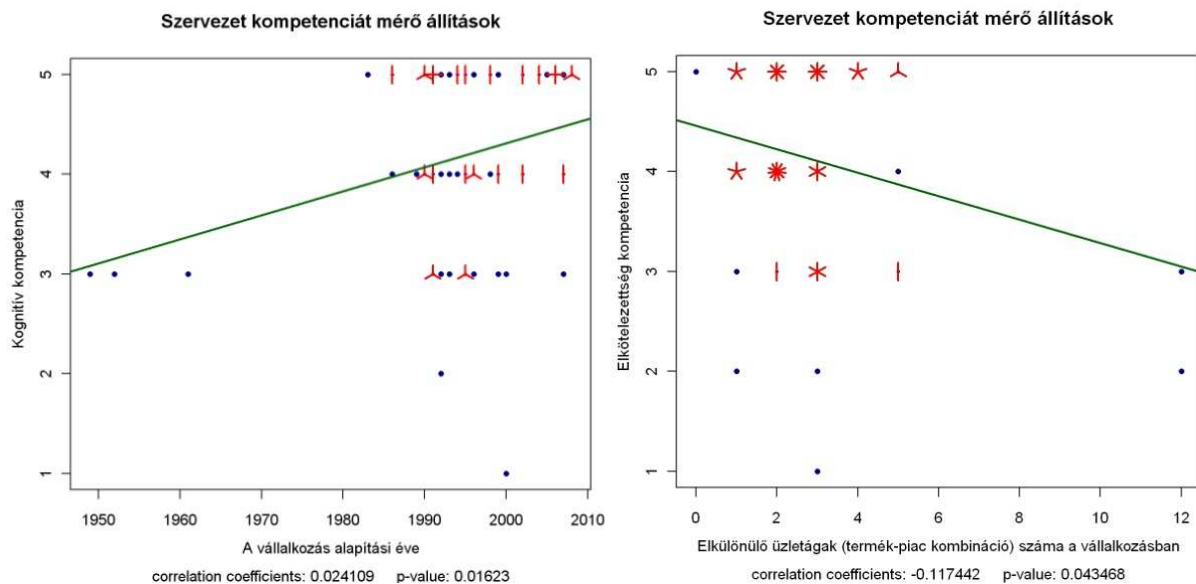 Szervezet kompetenciát mérő állítások
Kognitív kompetencia
5
4
3
2
1
1950 1960 1970 1980 1990 2000 2010
A vállalkozás alapítási éve
correlation coefficients: 0.024109 p-value: 0.01623
Szervezet kompetenciát mérő állítások
Elkötelezettség kompetencia
5
4
3
2
1
0 2 4 6 8 10 12
Elkülönülő üzletágak (termék-piac kombináció) száma a vállalkozásban
correlation coefficients: -0.117442 p-value: 0.043468